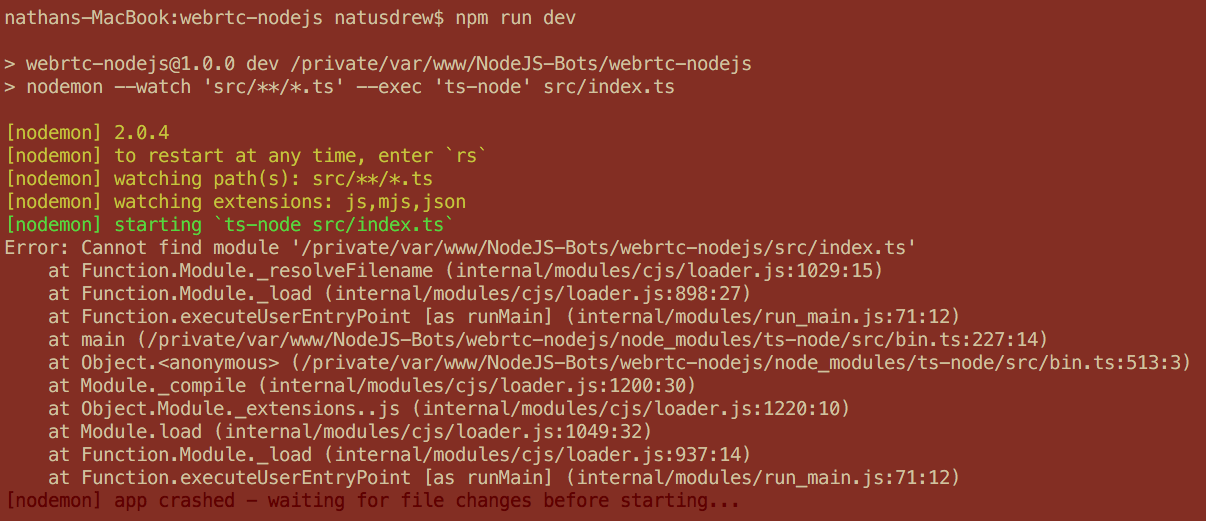 nathans-MacBook:webrtc-nodejs natusdrew$ npm run dev
> webrtc-nodejs@1.0.0 dev /private/var/www/NodeJS-Bots/webrtc-nodejs
> nodemon --watch 'src/**/*.ts' --exec 'ts-node' src/index.ts
[nodemon] 2.0.4
[nodemon] to restart at any time, enter `rs`
[nodemon] watching path(s): src/**/*.ts
[nodemon] watching extensions: js,mjs,json
[nodemon] starting `ts-node src/index.ts`
Error: Cannot find module '/private/var/www/NodeJS-Bots/webrtc-nodejs/src/index.ts'
    at Function.Module._resolveFilename (internal/modules/cjs/loader.js:1029:15)
    at Function.Module._load (internal/modules/cjs/loader.js:898:27)
    at Function.executeUserEntryPoint [as runMain] (internal/modules/run_main.js:71:12)
    at main (/private/var/www/NodeJS-Bots/webrtc-nodejs/node_modules/ts-node/src/bin.ts:227:14)
    at Object.<anonymous> (/private/var/www/NodeJS-Bots/webrtc-nodejs/node_modules/ts-node/src/bin.ts:513:3)
    at Module._compile (internal/modules/cjs/loader.js:1200:30)
    at Object.Module._extensions..js (internal/modules/cjs/loader.js:1220:10)
    at Module.load (internal/modules/cjs/loader.js:1049:32)
    at Function.Module._load (internal/modules/cjs/loader.js:937:14)
    at Function.executeUserEntryPoint [as runMain] (internal/modules/run_main.js:71:12)
[nodemon] app crashed - waiting for file changes before starting...